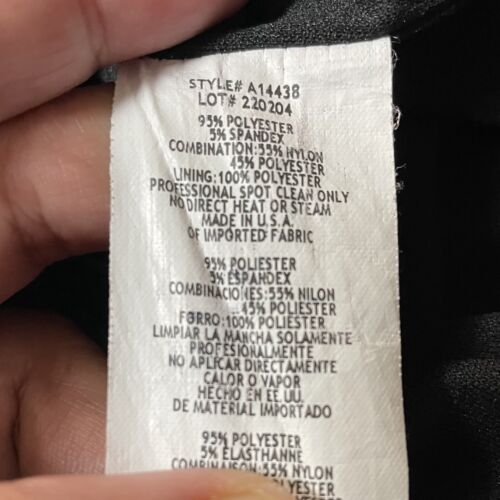 STYLE# A14438
LOT# 220204
95% POLYESTER
5% SPANDEX
COMBINATION:55% NYLON
45% POLYESTER
LINING:100% POLYESTER
PROFESSIONAL SPOT CLEAN ONLY
NO DIRECT HEAT OR STEAM
MADE IN U.S.A.
OF IMPORTED FABRIC
95% POLIESTER
5% ESPANDEX
COMBINACIONES:55% NILON
45% POLIESTER
FORRO:100% POLIESTER
LIMPIAR LA MANCHA SOLAMENTE
PROFESIONALMENTE
NO APLICAR DIRECTAMENTE
CALOR O VAPOR
HECHO EN EE.UU.
DE MATERIAL IMPORTADO
95% POLYESTER
5% ELASTHANNE
COMBINAISON:55% NYLON